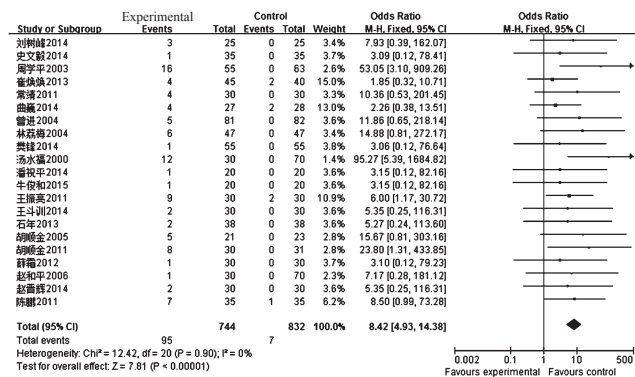 Experimental Control Odds Ratio Odds Ratio
Study or Subgroup Events Total Events Total Weight M-H, Fixed, 95% CI M-H, Fixed, 95% CI
刘树峰2014 3 25 0 25 3.4% 7.93 [0.39, 162.07]
史文毅2014 1 35 0 35 3.7% 3.09 [0.12, 78.41]
周学平2003 16 55 0 63 2.6% 53.05 [3.10, 909.26]
崔焕焕2013 4 45 2 40 15.0% 1.85 [0.32, 10.71]
常靖2011 4 30 0 30 3.3% 10.36 [0.53, 201.45]
曲巍2014 4 27 2 28 13.0% 2.26 [0.38, 13.51]
曾进2004 5 81 0 82 3.6% 11.86 [0.65, 218.14]
林荔梅2004 6 47 0 47 3.4% 14.88 [0.81, 272.17]
樊锋2014 1 55 0 55 3.8% 3.06 [0.12, 76.64]
汤水福2000 12 30 0 70 1.4% 95.27 [5.39, 1684.82]
潘祝平2014 1 20 0 20 3.7% 3.15 [0.12, 82.16]
牛俊和2015 1 20 0 20 3.7% 3.15 [0.12, 82.16]
王振亮2011 9 30 2 30 10.9% 6.00 [1.17, 30.72]
王斗训2014 2 30 0 30 3.6% 5.35 [0.25, 116.31]
石年2013 2 38 0 38 3.7% 5.27 [0.24, 113.60]
胡顺金2005 5 21 0 23 2.8% 15.67 [0.81, 303.16]
胡顺金2011 8 30 0 31 2.8% 23.80 [1.31, 433.85]
薛霜2012 1 30 0 30 3.8% 3.10 [0.12, 79.23]
赵和平2006 1 30 0 70 2.3% 7.17 [0.28, 181.12]
赵晋辉2014 2 30 0 30 3.6% 5.35 [0.25, 116.31]
陈鹏2011 7 35 1 35 6.2% 8.50 [0.99, 73.28]
Total (95% CI) 744 832 100.0% 8.42 [4.93, 14.38]
Total events 95 7
Heterogeneity: Chi² = 12.42, df = 20 (P = 0.90); I² = 0%
Test for overall effect: Z = 7.81 (P < 0.00001)
0.002 0.1 1 10 500
Favours experimental Favours control